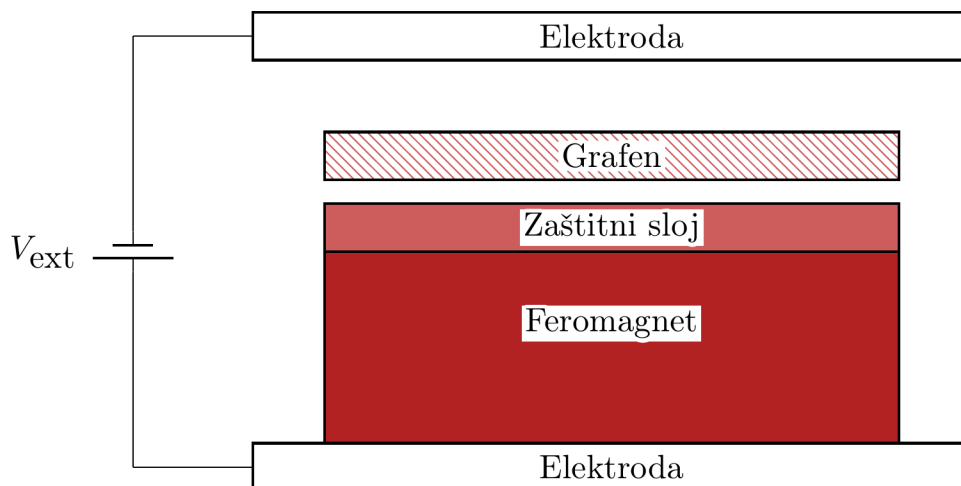 Elektroda
Grafen
Zaštitni sloj
V_ext
Feromagnet
Elektroda